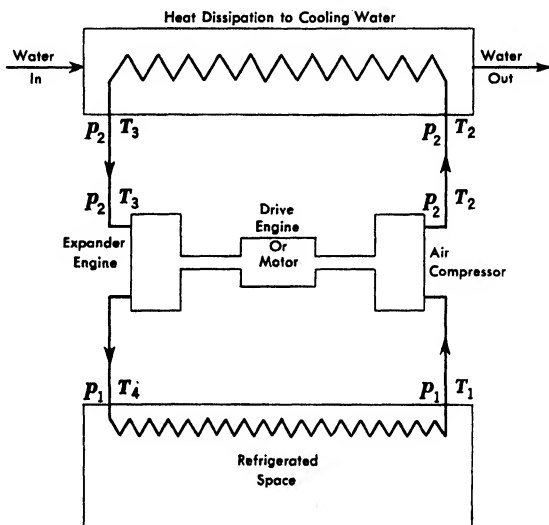 Heat Dissipation to Cooling Water
Water
In
Water
Out
p2 T3
p2 T2
p2 T3
p2 T2
Expander
Engine
Drive
Engine
Or
Motor
Air
Compressor
p1 T4
p1 T1
Refrigerated
Space